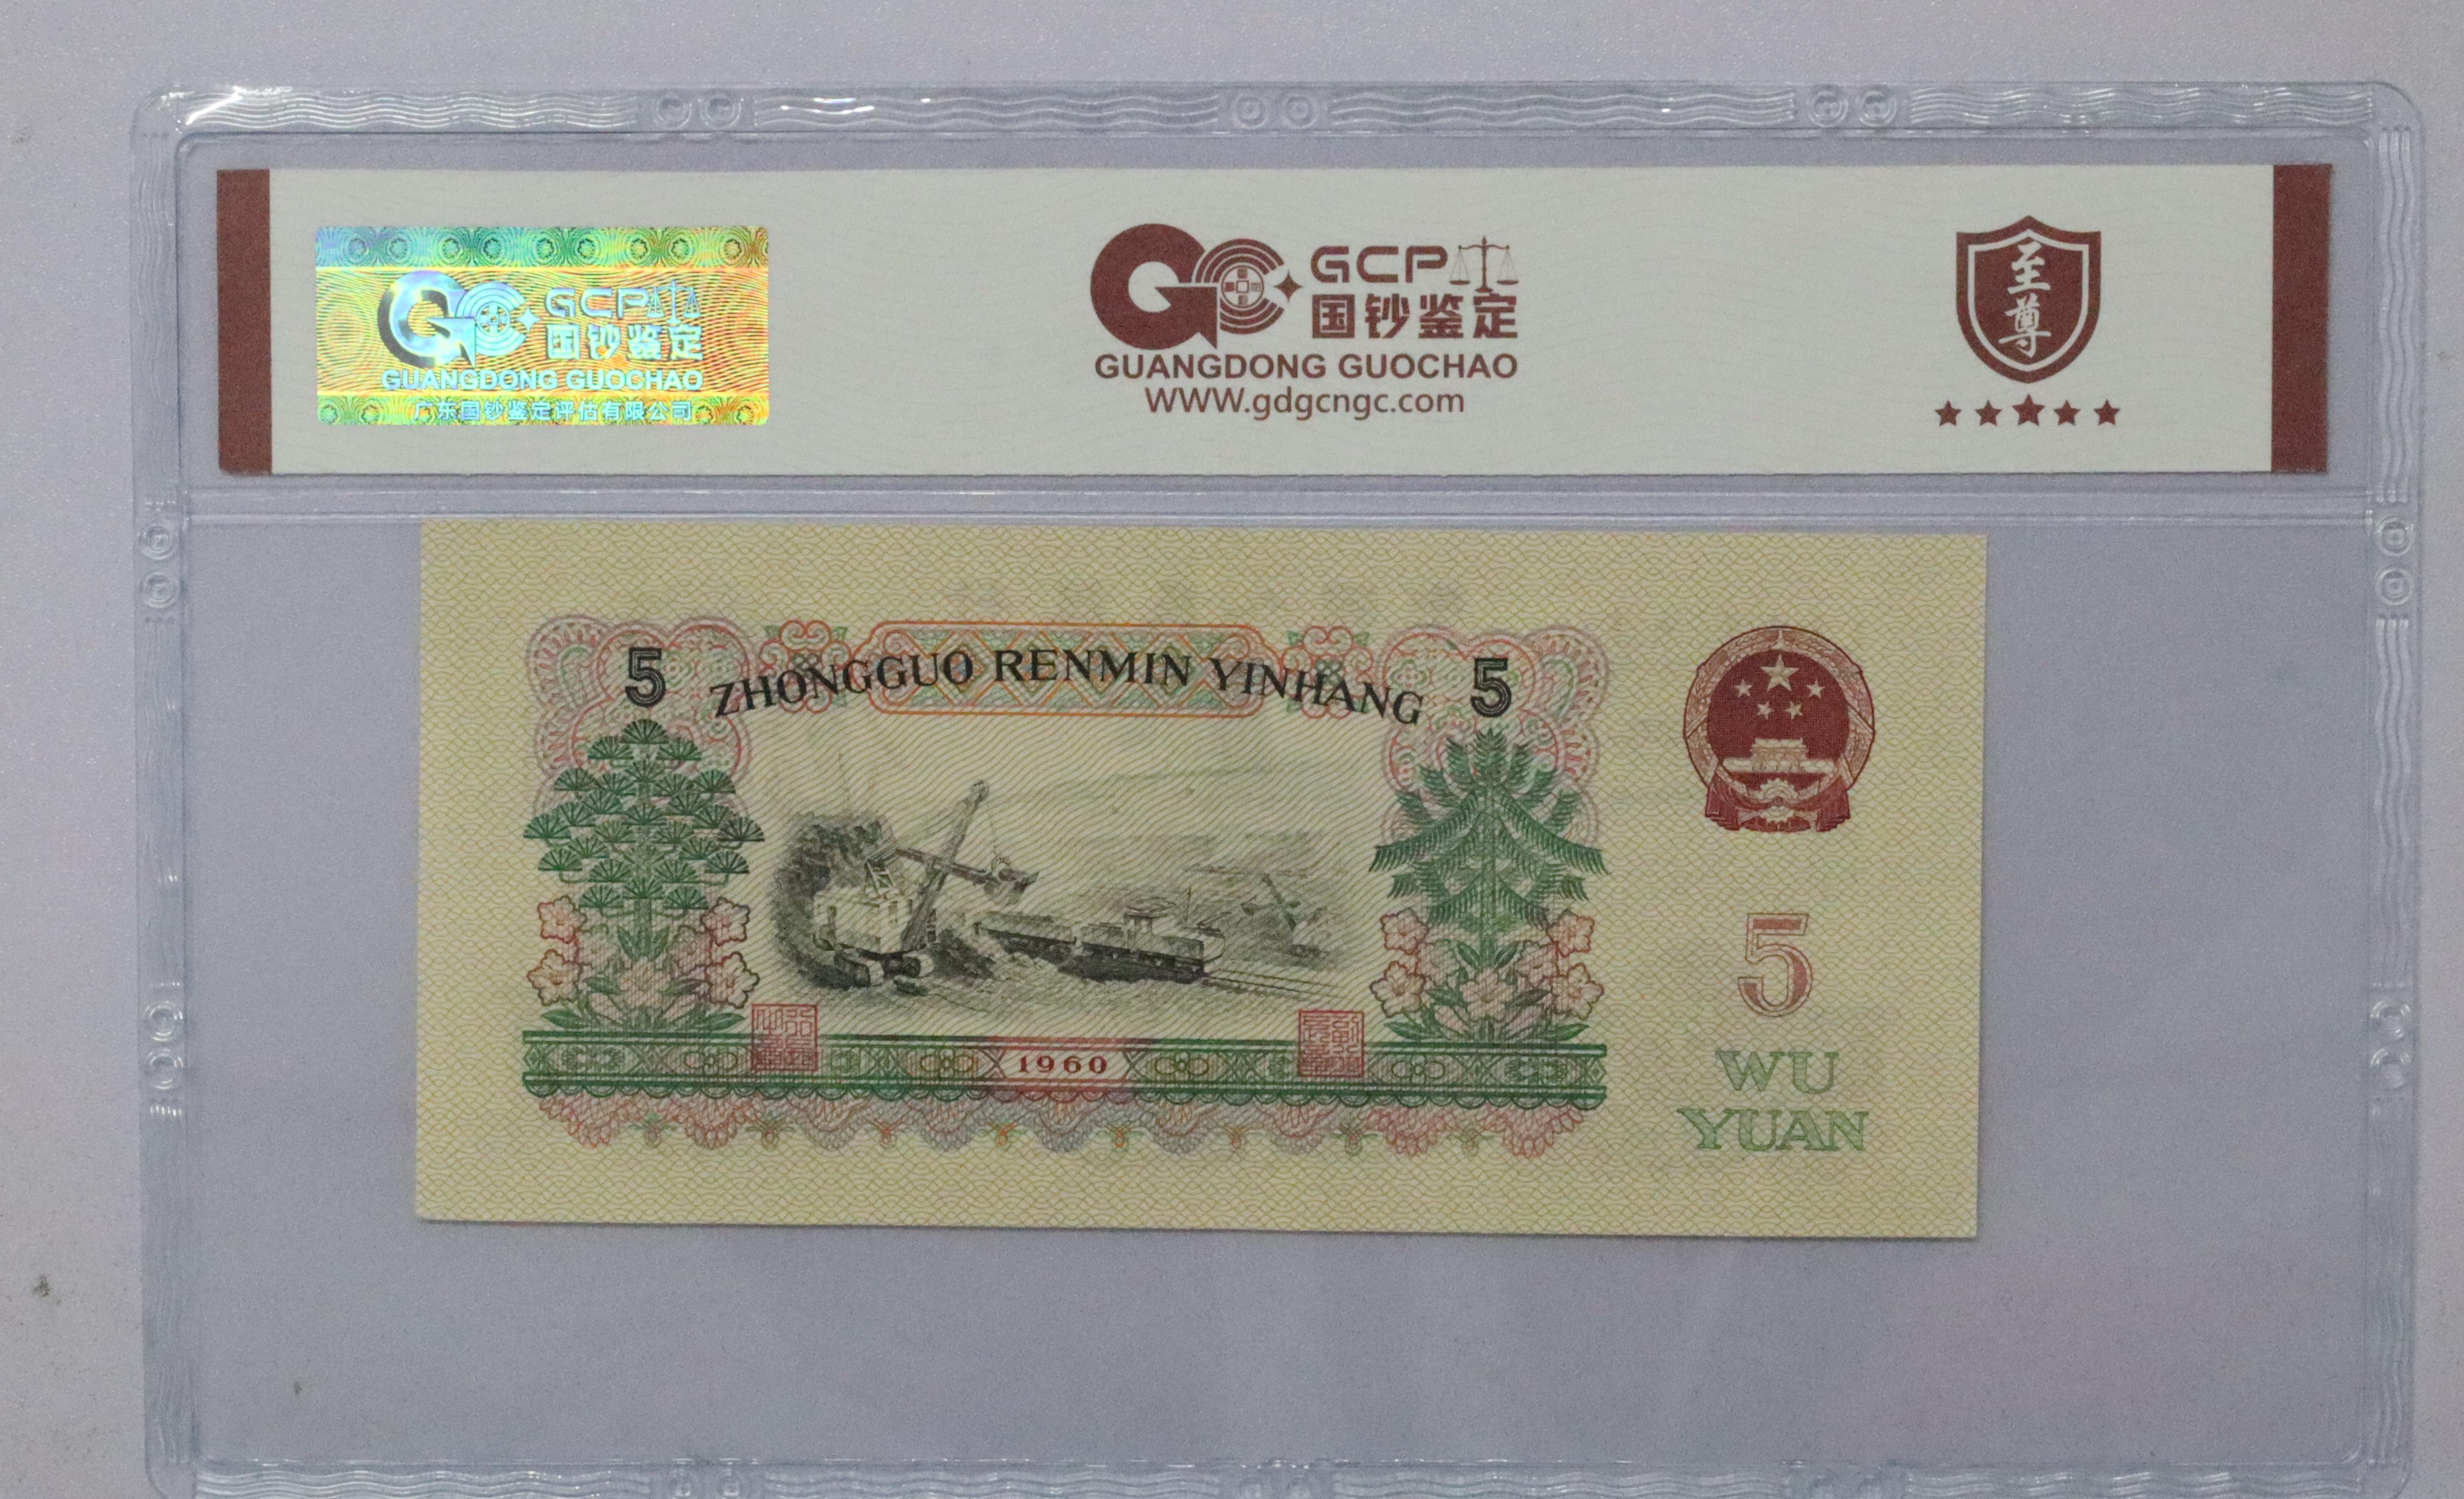 GCP
国钞鉴定
GUANGDONG GUOCHAO
广东国钞鉴定评估有限公司
GCP
国钞鉴定
GUANGDONG GUOCHAO
WWW.gdgcngc.com
至
尊
5 ZHONGGUO RENMIN YINHANG 5
1960
5
WU
YUAN